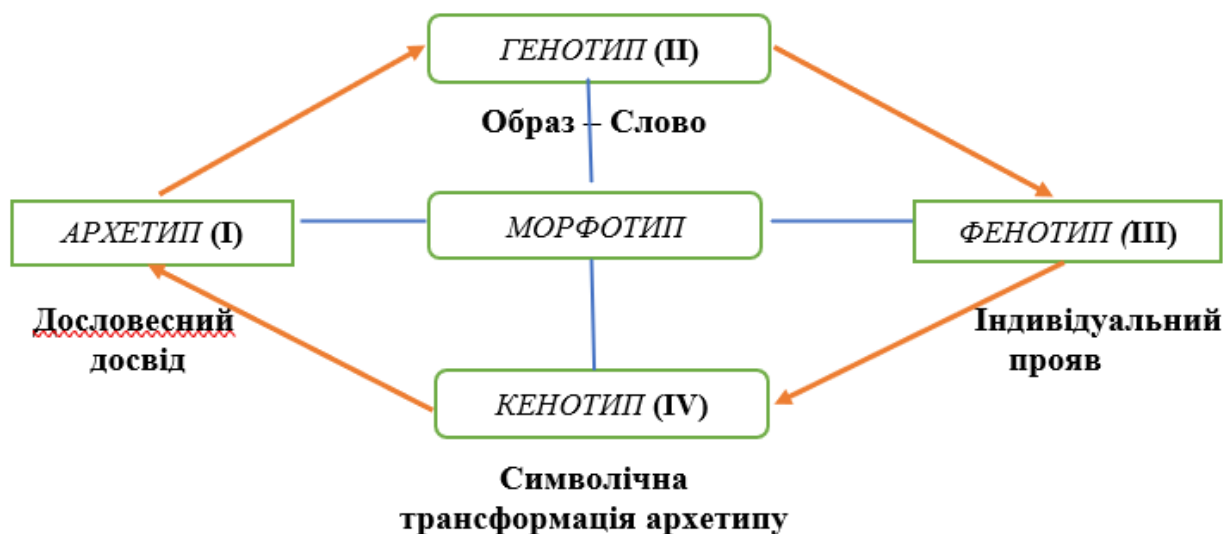 ГЕНОТИП (II)
Образ – Слово
АРХЕТИП (I)
МОРФОТИП
ФЕНОТИП (III)
Дословесний
досвід
Індивідуальний
прояв
КЕНОТИП (IV)
Символічна
трансформація архетипу